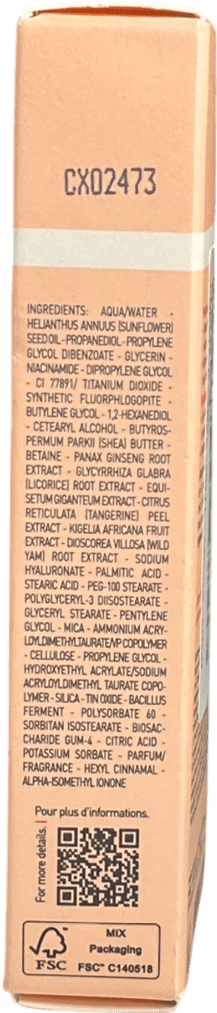 CX02473
INGREDIENTS: AQUA/WATER -
HELIANTHUS ANNUUS (SUNFLOWER)
SEED OIL - PROPANEDIOL - PROPYLENE
GLYCOL DIBENZOATE - GLYCERIN -
NIACINAMIDE - DIPROPYLENE GLYCOL
- CI 77891/ TITANIUM DIOXIDE -
SYNTHETIC FLUORPHLOGOPITE -
BUTYLENE GLYCOL - 1,2-HEXANEDIOL
- CETEARYL ALCOHOL - BUTYROS-
PERMUM PARKII (SHEA) BUTTER -
BETAINE - PANAX GINSENG ROOT
EXTRACT - GLYCYRRHIZA GLABRA
(LICORICE) ROOT EXTRACT - EQUI-
SETUM GIGANTEUM EXTRACT - CITRUS
RETICULATA (TANGERINE) PEEL
EXTRACT - KIGELIA AFRICANA FRUIT
EXTRACT - DIOSCOREA VILLOSA (WILD
YAM) ROOT EXTRACT - SODIUM
HYALURONATE - PALMITIC ACID -
STEARIC ACID - PEG-100 STEARATE -
POLYGLYCERYL-3 DIISOSTEARATE -
GLYCERYL STEARATE - PENTYLENE
GLYCOL - MICA - AMMONIUM ACRY-
LOYLDIMETHYLTAURATE/VP COPOLYMER
- CELLULOSE - PROPYLENE GLYCOL -
HYDROXYETHYL ACRYLATE/SODIUM
ACRYLOYLDIMETHYL TAURATE COPO-
LYMER - SILICA - TIN OXIDE - BACILLUS
FERMENT - POLYSORBATE 60 -
SORBITAN ISOSTEARATE - BIOSAC-
CHARIDE GUM-4 - CITRIC ACID -
POTASSIUM SORBATE - PARFUM/
FRAGRANCE - HEXYL CINNAMAL -
ALPHA-ISOMETHYL IONONE
Pour plus d'informations.
For more details.
FSC
MIX
Packaging
FSC™ C140518